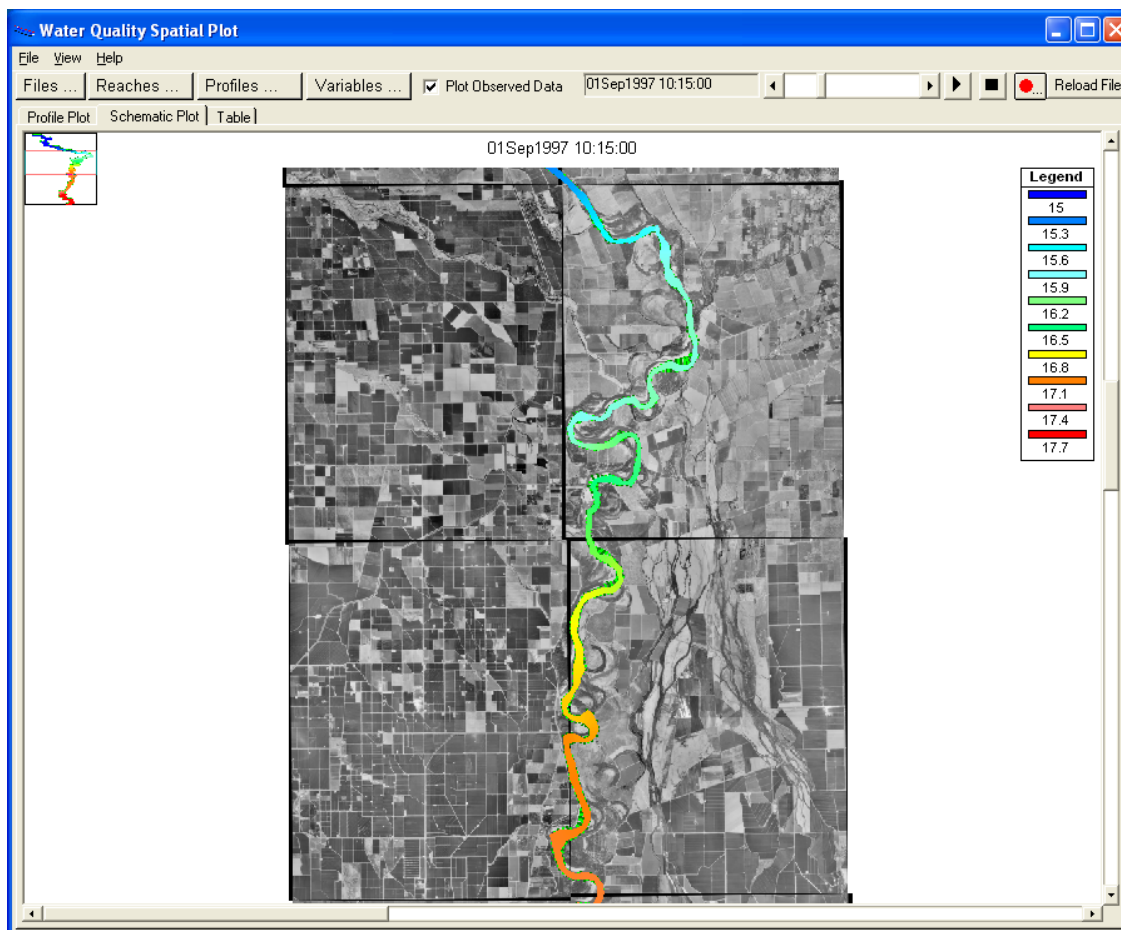 Water Quality Spatial Plot
File View Help
Files ... Reaches ... Profiles ... Variables ... Plot Observed Data 01Sep1997 10:15:00 ... Reload File
Profile Plot Schematic Plot Table
01Sep1997 10:15:00
Legend
15
15.3
15.6
15.9
16.2
16.5
16.8
17.1
17.4
17.7